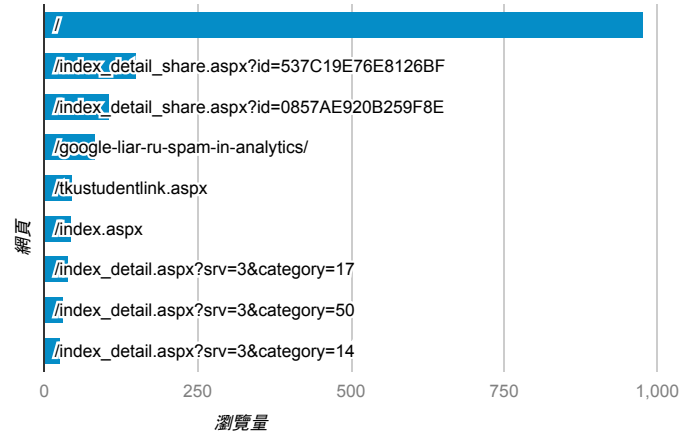 /
/index_detail_share.aspx?id=537C19E76E8126BF
/index_detail_share.aspx?id=0857AE920B259F8E
/google-liar-ru-spam-in-analytics/
/tkustudentlink.aspx
/index.aspx
/index_detail.aspx?srv=3&category=17
/index_detail.aspx?srv=3&category=50
/index_detail.aspx?srv=3&category=14
網頁
0 250 500 750 1,000
瀏覽量